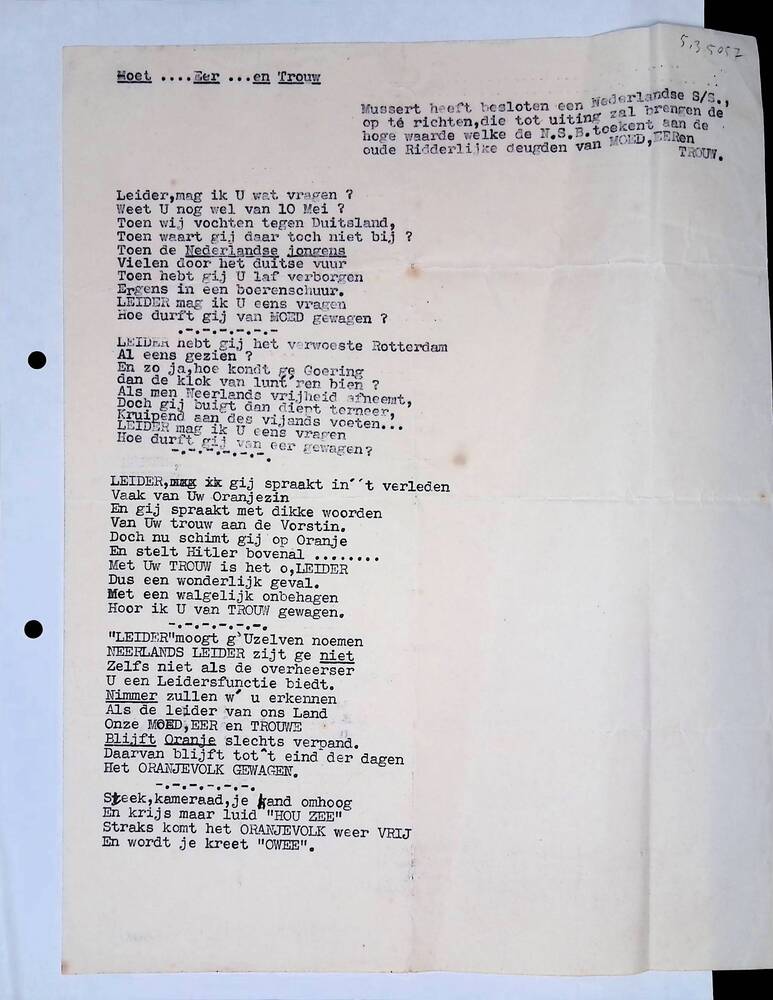 5,35052
Moet ....Eer ...en Trouw
Mussert heeft besloten een Nederlandse S/S.,
op té richten,die tot uiting zal brengen de
hoge waarde welke de N.S.B.toekent aan de
oude Ridderlijke deugden van MOED,EERen
TROUW.
Leider,mag ik U wat vragen ?
Weet U nog wel van 10 Mei ?
Toen wij vochten tegen Duitsland,
Toen waart gij daar toch niet bij ?
Toen de Nederlandse jongens
Vielen door het duitse vuur
Toen hebt gij U laf verborgen
Ergens in een boerenschuur.
LEIDER mag ik U eens vragen
Hoe durft gij van MOED gewagen ?
-.-.-.-.-.-.-
LEIDER hebt gij het verwoeste Rotterdam
Al eens gezien ?
En zo ja,hoe kondt ge Goering
dan de klok van lunt'ren bien ?
Als men Neerlands vrijheid afneemt,
Doch gij buigt dan diept terneer,
Kruipend aan des vijands voeten...
LEIDER mag ik U eens vragen
Hoe durft gij van eer gewagen?
-.-.-.-.-.-.
LEIDER,mag ik gij spraakt in´´t verleden
Vaak van Uw Oranjezin
En gij spraakt met dikke woorden
Van Uw trouw aan de Vorstin.
Doch nu schimt gij op Oranje
En stelt Hitler bovenal ........
Met Uw TROUW is het o,LEIDER
Dus een wonderlijk geval.
Met een walgelijk onbehagen
Hoor ik U van TROUW gewagen.
-.-.-.-.-.-.
"LEIDER"moogt g'Uzelven noemen
NEERLANDS LEIDER zijt ge niet
Zelfs niet als de overheerser
U een Leidersfunctie biedt.
Nimmer zullen w´ u erkennen
Als de leider van ons Land
Onze MOED,EER en TROUWE
Blijft Oranje slechts verpand.
Daarvan blijft tot^t eind der dagen
Het ORANJEVOLK GEWAGEN.
-.-.-.-.-.-.
Steek,kameraad,je hand omhoog
En krijs maar luid "HOU ZEE"
Straks komt het ORANJEVOLK weer VRIJ
En wordt je kreet "OWEE".